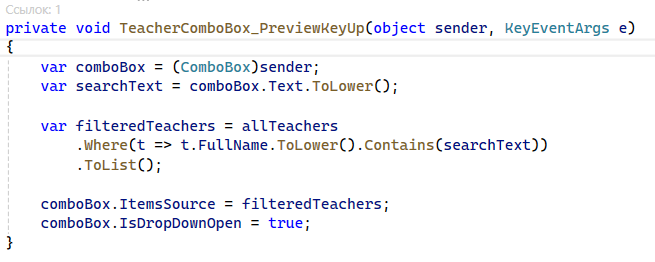 Ссылок: 1
private void TeacherComboBox_PreviewKeyUp(object sender, KeyEventArgs e)
{
    var comboBox = (ComboBox)sender;
    var searchText = comboBox.Text.ToLower();

    var filteredTeachers = allTeachers
        .Where(t => t.FullName.ToLower().Contains(searchText))
        .ToList();

    comboBox.ItemsSource = filteredTeachers;
    comboBox.IsDropDownOpen = true;
}